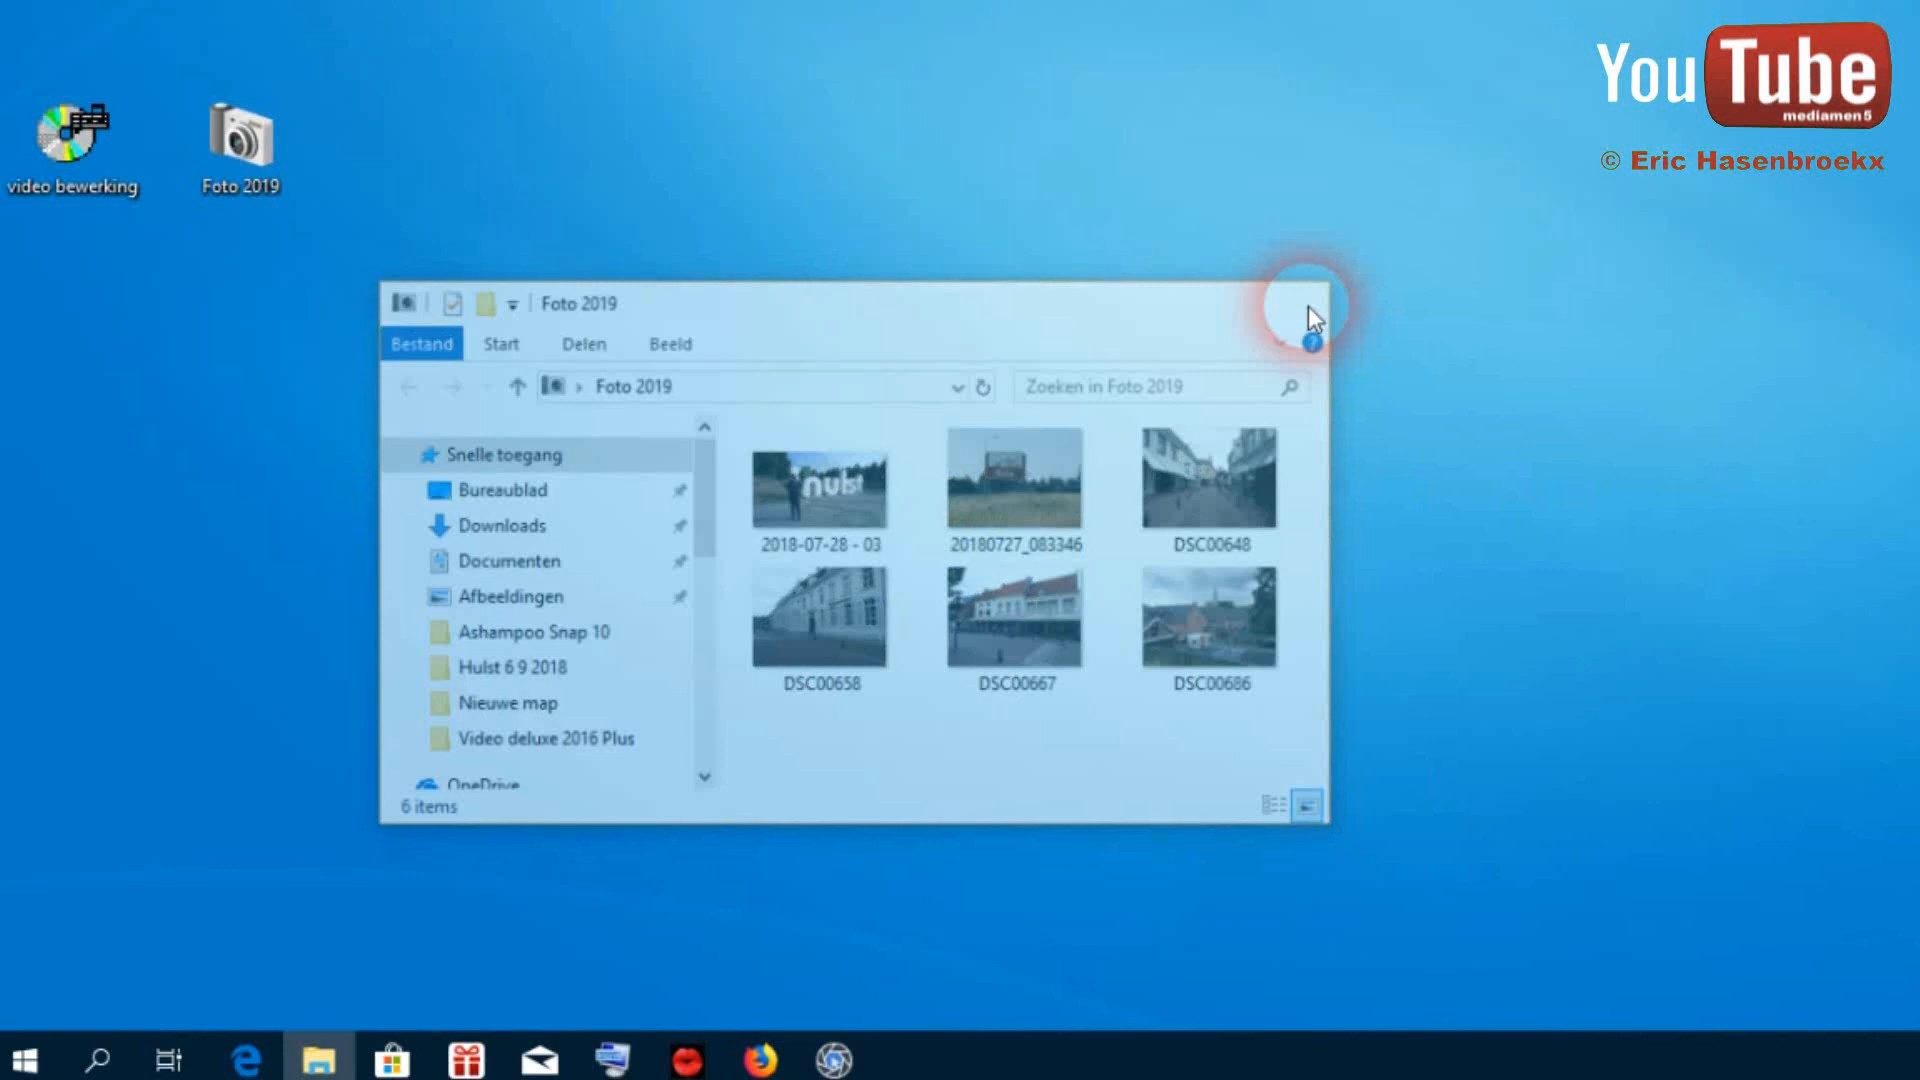 YouTube
mediamen5
© Eric Hasenbroekx
video bewerking
Foto 2019
Foto 2019
Bestand Start Delen Beeld
Foto 2019
Zoeken in Foto 2019
Snelle toegang
Bureaublad
Downloads
Documenten
Afbeeldingen
Ashampoo Snap 10
Hulst 6 9 2018
Nieuwe map
Video deluxe 2016 Plus
OneDrive
hulst
2018-07-28 - 03
20180727_083346
DSC00648
DSC00658
DSC00667
DSC00686
6 items